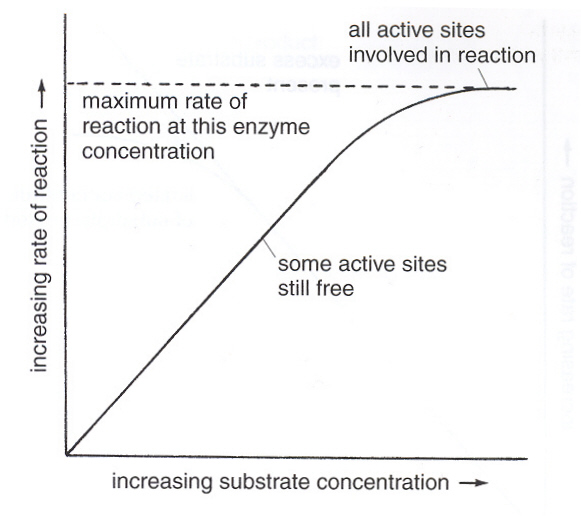 all active sites
involved in reaction
maximum rate of
reaction at this enzyme
concentration
some active sites
still free
increasing rate of reaction →
increasing substrate concentration →